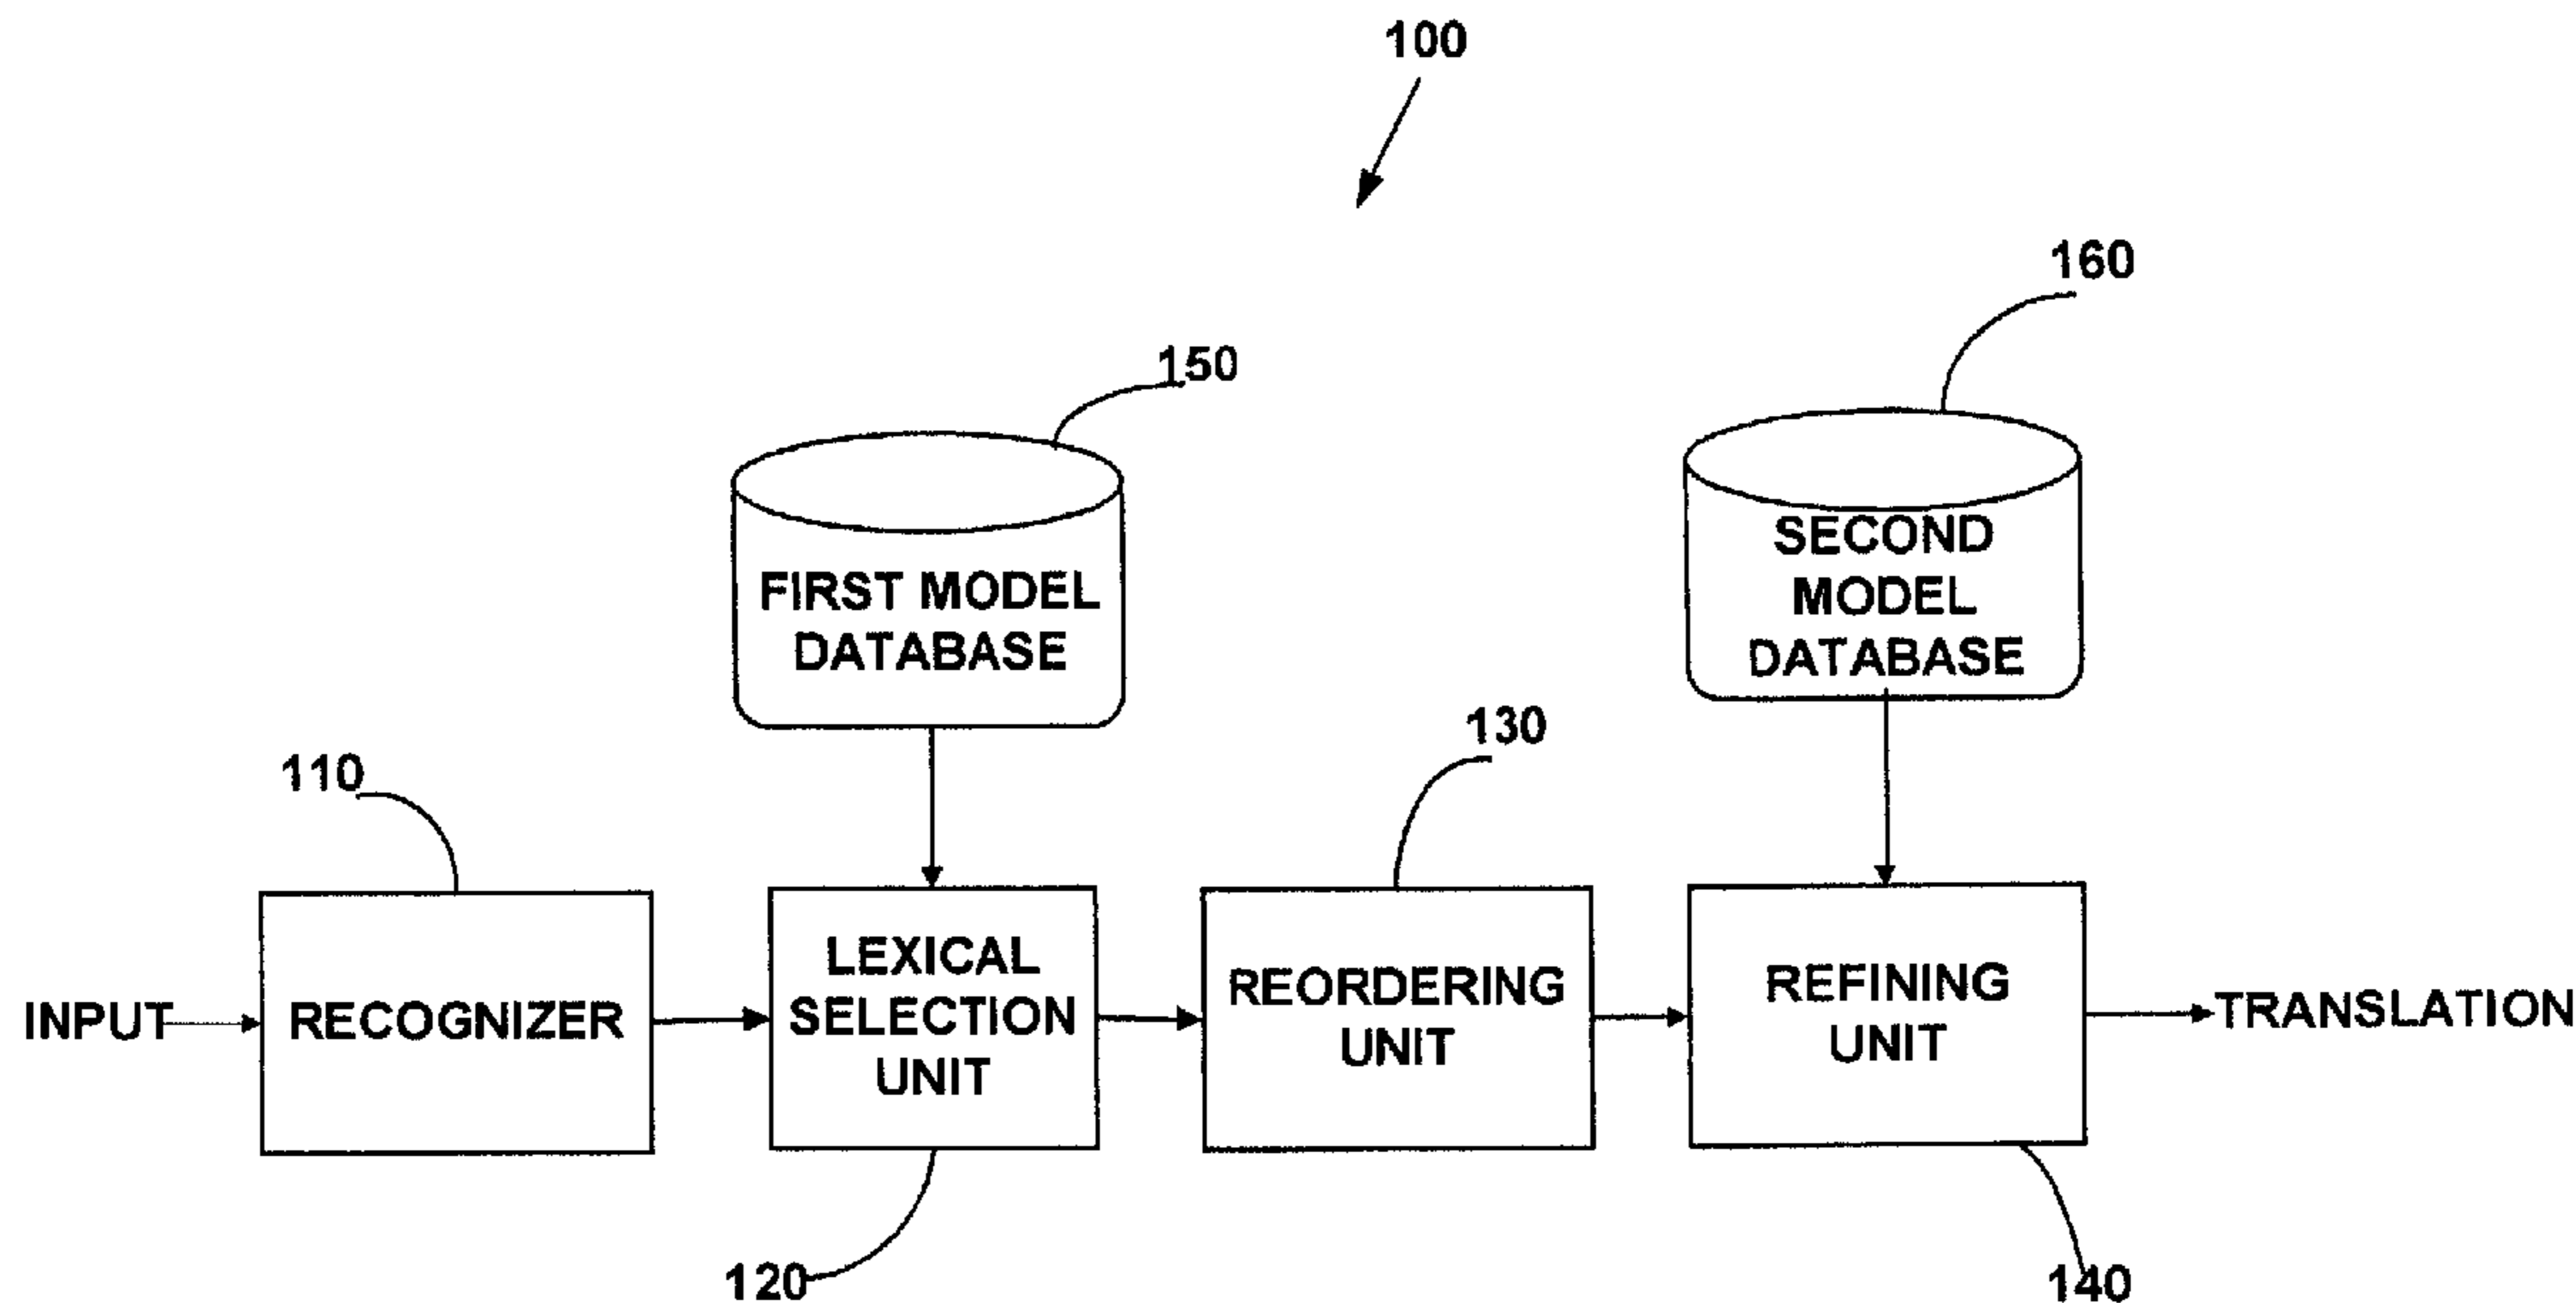 100
160
150
SECOND
MODEL
DATABASE
FIRST MODEL
DATABASE
130
110
INPUT
RECOGNIZER
LEXICAL
SELECTION
UNIT
REORDERING
UNIT
REFINING
UNIT
TRANSLATION
120
140